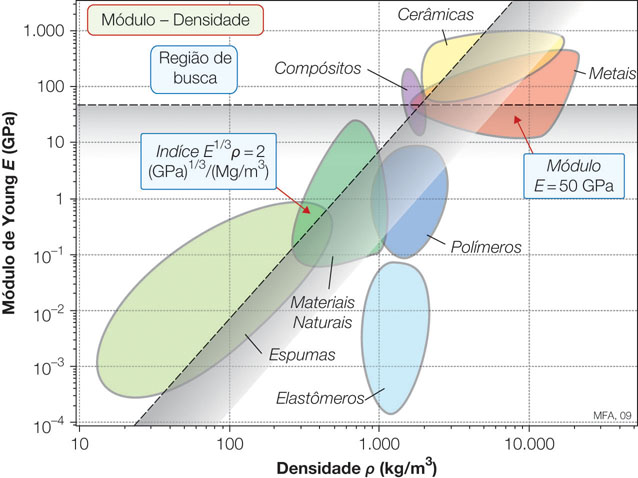 Módulo – Densidade
Região de
busca
Cerâmicas
Compósitos
Metais
Indíce E^1/3ρ = 2
(GPa)^1/3/(Mg/m³)
Módulo
E = 50 GPa
Polímeros
Materiais
Naturais
Espumas
Elastômeros
MFA, 09
Módulo de Young E (GPa)
1.000
100
10
1
10⁻¹
10⁻²
10⁻³
10⁻⁴
10
100
1.000
10.000
Densidade ρ (kg/m³)